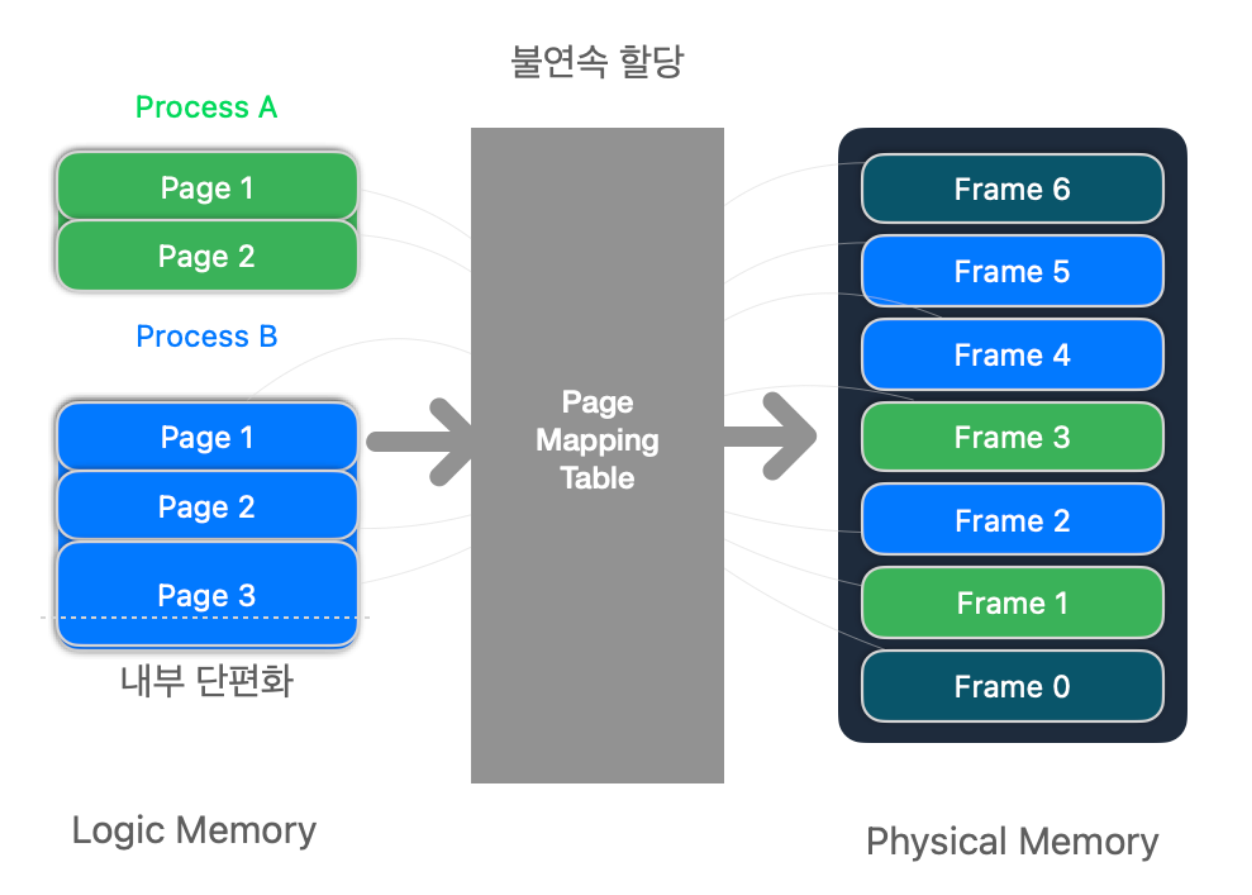 불연속 할당
Process A
Page 1
Page 2
Process B
Page 1
Page 2
Page 3
내부 단편화
Logic Memory
Page
Mapping
Table
Frame 6
Frame 5
Frame 4
Frame 3
Frame 2
Frame 1
Frame 0
Physical Memory